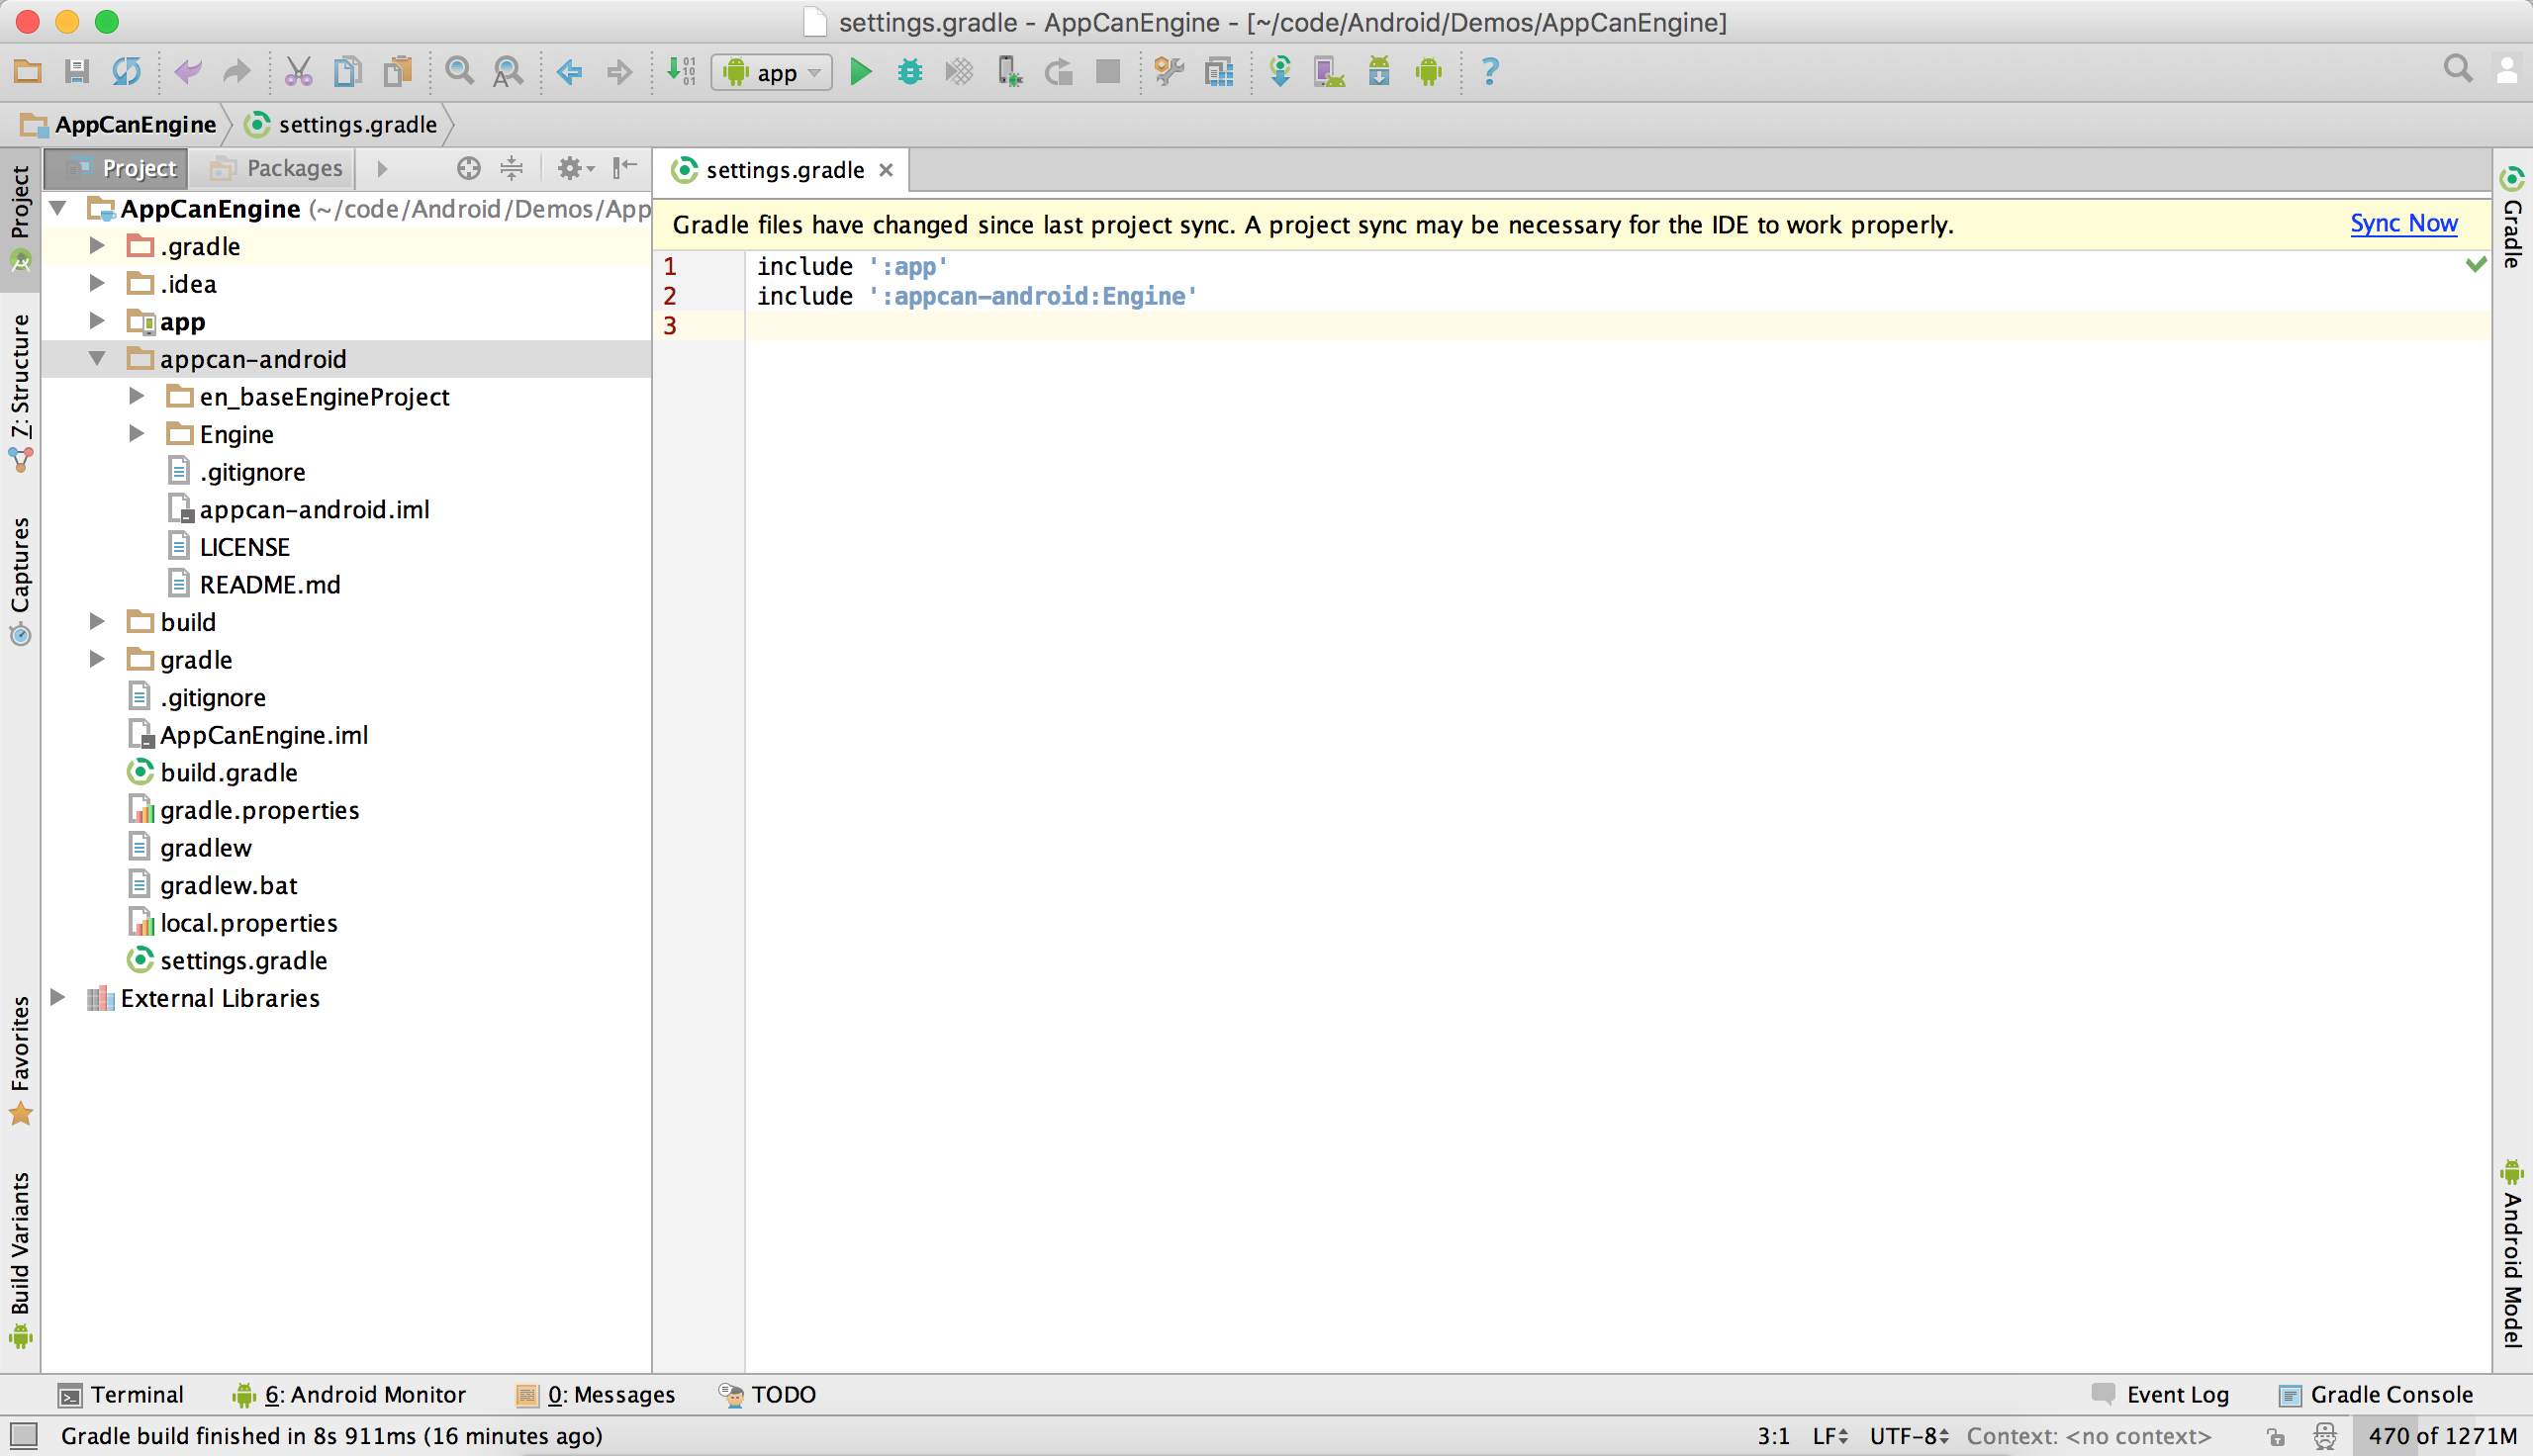 settings.gradle - AppCanEngine - [~/code/Android/Demos/AppCanEngine]
app
AppCanEngine
settings.gradle
Project
Packages
settings.gradle
AppCanEngine (~/code/Android/Demos/App
.gradle
.idea
app
appcan-android
en_baseEngineProject
Engine
.gitignore
appcan-android.iml
LICENSE
README.md
build
gradle
.gitignore
AppCanEngine.iml
build.gradle
gradle.properties
gradlew
gradlew.bat
local.properties
settings.gradle
External Libraries
Gradle files have changed since last project sync. A project sync may be necessary for the IDE to work properly.
Sync Now
1 include ':app'
2 include ':appcan-android:Engine'
3
Project
Z: Structure
Captures
Favorites
Build Variants
Gradle
Android Model
Terminal
6: Android Monitor
0: Messages
TODO
Event Log
Gradle Console
Gradle build finished in 8s 911ms (16 minutes ago)
3:1
LF
UTF-8
Context: <no context>
470 of 1271M